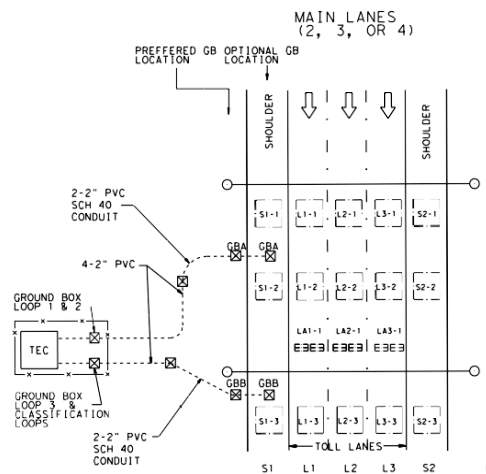 MAIN LANES
(2, 3, OR 4)
PREFFERED GB OPTIONAL GB
LOCATION LOCATION
SHOULDER
SHOULDER
2-2" PVC
SCH 40
CONDUIT
S1-1 L1-1 L2-1 L3-1 S2-1
4-2" PVC
GBA GBA
S1-2 L1-2 L2-2 L3-2 S2-2
GROUND BOX
LOOP 1 & 2
LA1-1 LA2-1 LA3-1
TEC
GROUND BOX
LOOP 3 &
CLASSIFICATION
LOOPS
GBB GBB
2-2" PVC
SCH 40
CONDUIT
S1-3 L1-3 L2-3 L3-3 S2-3
TOLL LANES
S1 L1 L2 L3 S2